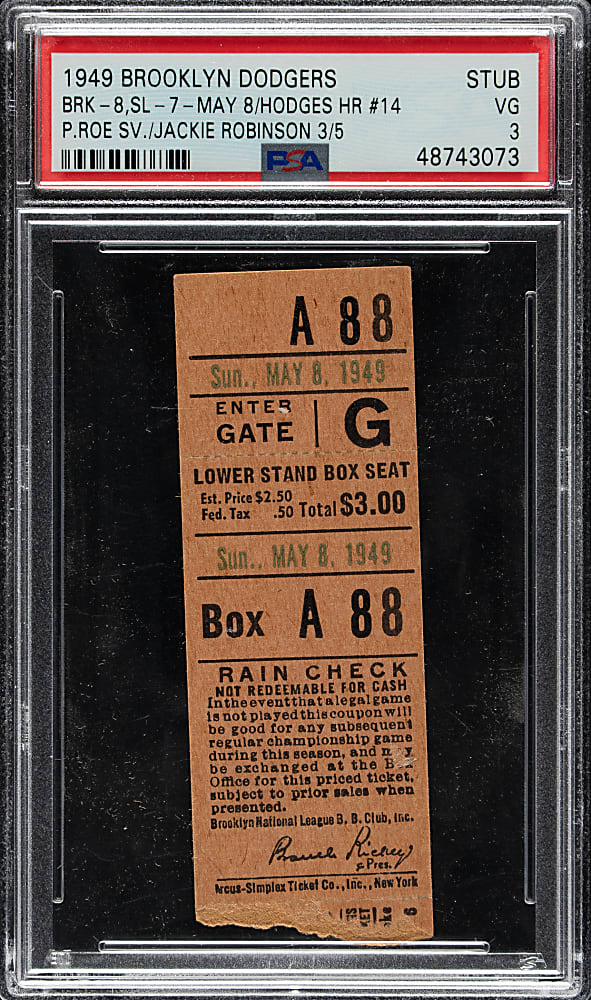 1949 BROOKLYN DODGERS STUB
BRK-8,SL-7-MAY 8/HODGES HR #14 VG
P.ROE SV./JACKIE ROBINSON 3/5 3
PSA 48743073
A 88
Sun., MAY 8, 1949
ENTER
GATE G
LOWER STAND BOX SEAT
Est. Price $2.50
Fed. Tax .50 Total $3.00
Sun., MAY 8, 1949
Box A 88
RAIN CHECK
NOT REDEEMABLE FOR CASH
In the event that a legal game
is not played this coupon will
be good for any subsequent
regular championship game
during this season, and may
be exchanged at the Box
Office for this priced ticket,
subject to prior sales when
presented.
Brooklyn National League B. B. Club, Inc.
Branch Rickey
Pres.
Arcus-Simplex Ticket Co., Inc., New York